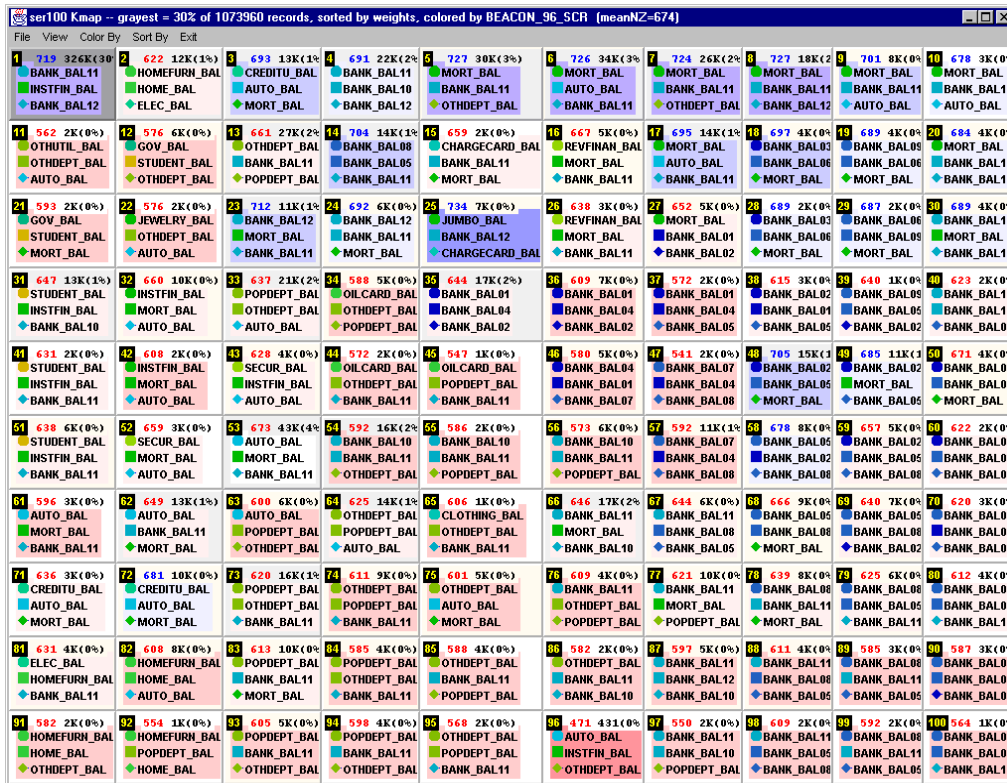 ser100 Kmap -- grayest = 30% of 1073960 records, sorted by weights, colored by BEACON_96_SCR (meanNZ=674)
File View Color By Sort By Exit
1 719 326K(30
BANK_BAL11
INSTFIN_BAL
BANK_BAL12
2 622 12K(1%)
HOMEFURN_BAL
HOME_BAL
ELEC_BAL
3 693 13K(1%
CREDITU_BAL
AUTO_BAL
MORT_BAL
4 691 22K(2%
BANK_BAL11
BANK_BAL10
BANK_BAL12
5 727 30K(3%)
MORT_BAL
BANK_BAL11
OTHDEPT_BAL
6 726 34K(3%
MORT_BAL
AUTO_BAL
BANK_BAL11
7 724 26K(2%
MORT_BAL
BANK_BAL11
OTHDEPT_BAL
8 727 18K(2
MORT_BAL
BANK_BAL11
BANK_BAL12
9 701 8K(0%
MORT_BAL
BANK_BAL11
AUTO_BAL
10 678 3K(0
MORT_BAL
AUTO_BAL
BANK_BAL1
11 562 2K(0%)
OTHUTIL_BAL
OTHDEPT_BAL
AUTO_BAL
12 576 6K(0%)
GOV_BAL
STUDENT_BAL
OTHDEPT_BAL
13 661 27K(2%
OTHDEPT_BAL
BANK_BAL11
POPDEPT_BAL
14 704 14K(1%
BANK_BAL08
BANK_BAL05
BANK_BAL11
15 659 2K(0%)
CHARGECARD_BAL
BANK_BAL11
MORT_BAL
16 667 5K(0%)
REVFINAN_BAL
MORT_BAL
BANK_BAL11
17 695 14K(1%
MORT_BAL
AUTO_BAL
BANK_BAL11
18 697 4K(0%
BANK_BAL03
BANK_BAL06
MORT_BAL
19 689 4K(0%
BANK_BAL09
BANK_BAL06
MORT_BAL
20 684 4K(0
MORT_BAL
BANK_BAL1
BANK_BAL0
21 593 2K(0%)
GOV_BAL
STUDENT_BAL
MORT_BAL
22 576 2K(0%)
JEWELRY_BAL
OTHDEPT_BAL
AUTO_BAL
23 712 11K(1%
BANK_BAL12
MORT_BAL
BANK_BAL11
24 692 6K(0%)
BANK_BAL12
BANK_BAL11
MORT_BAL
25 734 7K(0%)
JUMBO_BAL
BANK_BAL12
CHARGECARD_BAL
26 638 3K(0%)
REVFINAN_BAL
MORT_BAL
BANK_BAL11
27 652 5K(0%)
MORT_BAL
BANK_BAL01
BANK_BAL02
28 689 2K(0%
BANK_BAL03
BANK_BAL06
MORT_BAL
29 687 2K(0%
BANK_BAL06
BANK_BAL09
MORT_BAL
30 689 4K(0
MORT_BAL
BANK_BAL1
BANK_BAL0
31 647 13K(1%)
STUDENT_BAL
INSTFIN_BAL
BANK_BAL10
32 660 10K(0%)
INSTFIN_BAL
MORT_BAL
AUTO_BAL
33 637 21K(2%
POPDEPT_BAL
OTHDEPT_BAL
AUTO_BAL
34 588 5K(0%)
OILCARD_BAL
OTHDEPT_BAL
POPDEPT_BAL
35 644 17K(2%)
BANK_BAL01
BANK_BAL04
BANK_BAL02
36 609 7K(0%)
BANK_BAL01
BANK_BAL04
BANK_BAL02
37 572 2K(0%)
BANK_BAL01
BANK_BAL04
BANK_BAL05
38 615 3K(0%
BANK_BAL02
BANK_BAL01
BANK_BAL05
39 640 1K(0%
BANK_BAL09
BANK_BAL05
BANK_BAL02
40 623 2K(0
BANK_BAL1
BANK_BAL0
BANK_BAL0
41 631 2K(0%)
STUDENT_BAL
INSTFIN_BAL
BANK_BAL11
42 608 2K(0%)
INSTFIN_BAL
MORT_BAL
AUTO_BAL
43 628 4K(0%)
SECUR_BAL
INSTFIN_BAL
AUTO_BAL
44 572 2K(0%)
OILCARD_BAL
OTHDEPT_BAL
BANK_BAL11
45 547 1K(0%)
OILCARD_BAL
POPDEPT_BAL
BANK_BAL11
46 580 5K(0%)
BANK_BAL04
BANK_BAL01
BANK_BAL07
47 541 2K(0%
BANK_BAL07
BANK_BAL04
BANK_BAL08
48 705 15K(1
BANK_BAL02
BANK_BAL05
MORT_BAL
49 685 11K(1
BANK_BAL02
MORT_BAL
BANK_BAL05
50 671 4K(0
BANK_BAL0
BANK_BAL0
MORT_BAL
51 638 6K(0%)
STUDENT_BAL
INSTFIN_BAL
BANK_BAL11
52 659 3K(0%)
SECUR_BAL
MORT_BAL
AUTO_BAL
53 673 43K(4%
AUTO_BAL
MORT_BAL
BANK_BAL11
54 592 16K(2%
BANK_BAL10
BANK_BAL11
OTHDEPT_BAL
55 586 2K(0%)
BANK_BAL10
BANK_BAL11
POPDEPT_BAL
56 573 6K(0%)
BANK_BAL10
BANK_BAL11
POPDEPT_BAL
57 592 11K(1%
BANK_BAL07
BANK_BAL04
BANK_BAL08
58 678 8K(0%
BANK_BAL05
BANK_BAL02
BANK_BAL08
59 657 5K(0%
BANK_BAL02
BANK_BAL05
BANK_BAL08
60 622 2K(0
BANK_BAL0
BANK_BAL0
BANK_BAL0
61 596 3K(0%)
AUTO_BAL
MORT_BAL
BANK_BAL11
62 649 13K(1%)
AUTO_BAL
BANK_BAL11
MORT_BAL
63 600 6K(0%)
AUTO_BAL
POPDEPT_BAL
OTHDEPT_BAL
64 625 14K(1%
OTHDEPT_BAL
POPDEPT_BAL
AUTO_BAL
65 606 1K(0%)
CLOTHING_BAL
OTHDEPT_BAL
BANK_BAL11
66 646 17K(2%
BANK_BAL11
MORT_BAL
BANK_BAL10
67 644 6K(0%)
BANK_BAL11
BANK_BAL08
BANK_BAL05
68 666 9K(0%
BANK_BAL05
BANK_BAL08
MORT_BAL
69 640 7K(0%
BANK_BAL08
BANK_BAL05
BANK_BAL02
70 620 3K(0
BANK_BAL0
BANK_BAL0
BANK_BAL1
71 636 3K(0%)
CREDITU_BAL
AUTO_BAL
MORT_BAL
72 681 10K(0%)
CREDITU_BAL
AUTO_BAL
MORT_BAL
73 620 16K(1%
POPDEPT_BAL
OTHDEPT_BAL
BANK_BAL11
74 611 9K(0%)
OTHDEPT_BAL
POPDEPT_BAL
BANK_BAL11
75 601 5K(0%)
OTHDEPT_BAL
AUTO_BAL
MORT_BAL
76 609 4K(0%)
BANK_BAL11
OTHDEPT_BAL
POPDEPT_BAL
77 621 10K(0%
BANK_BAL11
MORT_BAL
POPDEPT_BAL
78 639 8K(0%
BANK_BAL08
BANK_BAL11
MORT_BAL
79 625 6K(0%
BANK_BAL08
BANK_BAL05
BANK_BAL11
80 612 4K(0
BANK_BAL0
BANK_BAL0
BANK_BAL1
81 631 4K(0%)
ELEC_BAL
HOMEFURN_BAL
BANK_BAL11
82 608 8K(0%)
HOMEFURN_BAL
HOME_BAL
AUTO_BAL
83 613 10K(0%)
POPDEPT_BAL
BANK_BAL11
MORT_BAL
84 585 4K(0%)
POPDEPT_BAL
OTHDEPT_BAL
BANK_BAL11
85 588 4K(0%)
OTHDEPT_BAL
BANK_BAL11
POPDEPT_BAL
86 582 2K(0%)
OTHDEPT_BAL
BANK_BAL11
BANK_BAL10
87 597 5K(0%)
BANK_BAL11
BANK_BAL12
BANK_BAL10
88 611 4K(0%
BANK_BAL11
BANK_BAL08
BANK_BAL05
89 585 3K(0%
BANK_BAL08
BANK_BAL11
BANK_BAL05
90 587 3K(0
BANK_BAL0
BANK_BAL0
BANK_BAL0
91 582 2K(0%)
HOMEFURN_BAL
HOME_BAL
OTHDEPT_BAL
92 554 1K(0%)
HOMEFURN_BAL
POPDEPT_BAL
HOME_BAL
93 605 5K(0%)
POPDEPT_BAL
BANK_BAL11
OTHDEPT_BAL
94 598 4K(0%)
POPDEPT_BAL
BANK_BAL11
OTHDEPT_BAL
95 568 2K(0%)
OTHDEPT_BAL
POPDEPT_BAL
BANK_BAL11
96 471 431(0%
AUTO_BAL
INSTFIN_BAL
OTHDEPT_BAL
97 550 2K(0%)
BANK_BAL11
BANK_BAL10
POPDEPT_BAL
98 609 2K(0%
BANK_BAL11
BANK_BAL05
BANK_BAL08
99 592 2K(0%
BANK_BAL08
BANK_BAL11
BANK_BAL05
100 564 1K(0
BANK_BAL0
BANK_BAL1
BANK_BAL0